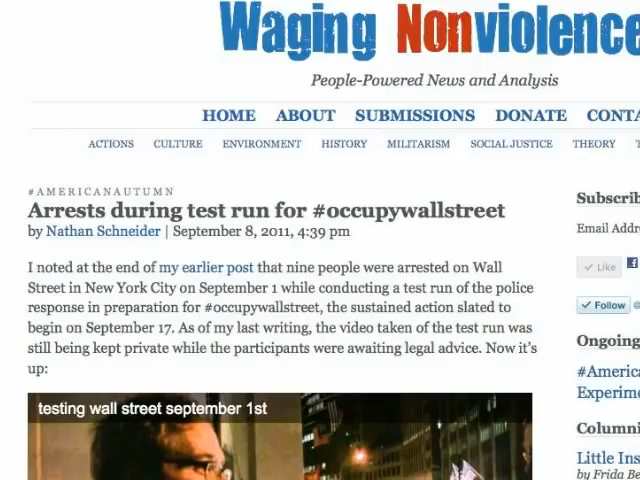 Waging Nonviolence
People-Powered News and Analysis
HOME ABOUT SUBMISSIONS DONATE CONTA
ACTIONS CULTURE ENVIRONMENT HISTORY MILITARISM SOCIAL JUSTICE THEORY
#AMERICANAUTUMN
Arrests during test run for #occupywallstreet
by Nathan Schneider | September 8, 2011, 4:39 pm
I noted at the end of my earlier post that nine people were arrested on Wall
Street in New York City on September 1 while conducting a test run of the police
response in preparation for #occupywallstreet, the sustained action slated to
begin on September 17. As of my last writing, the video taken of the test run was
still being kept private while the participants were awaiting legal advice. Now it's
up:
testing wall street september 1st
Subscrib
Email Addr
Like
Follow
Ongoing
#America
Experime
Columni
Little Ins
by Frida Be